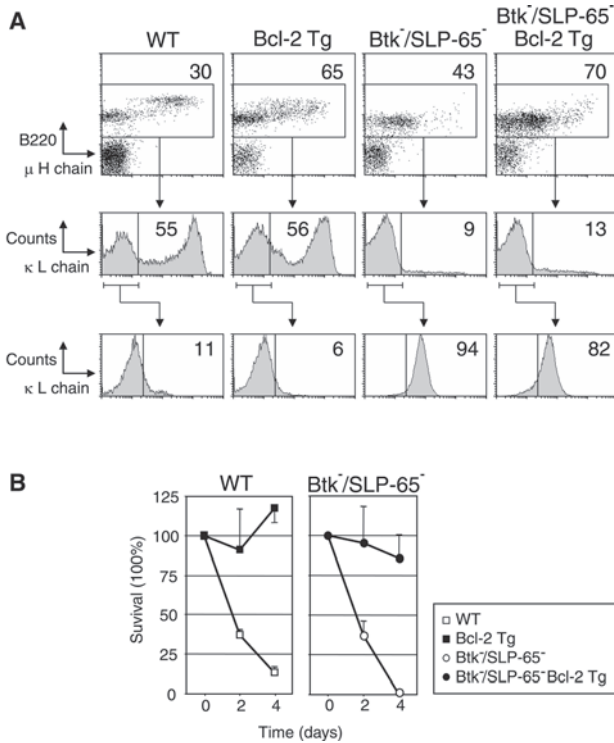 A
WT
Bcl-2 Tg
Btk⁻/SLP-65⁻
Btk⁻/SLP-65⁻
Bcl-2 Tg
30
65
43
70
B220
μ H chain
55
56
9
13
Counts
κ L chain
11
6
94
82
Counts
κ L chain
B
WT
Btk⁻/SLP-65⁻
Suvival (100%)
125
100
75
50
25
0
0 2 4
0 2 4
Time (days)
WT
Bcl-2 Tg
Btk⁻/SLP-65⁻
Btk⁻/SLP-65⁻Bcl-2 Tg